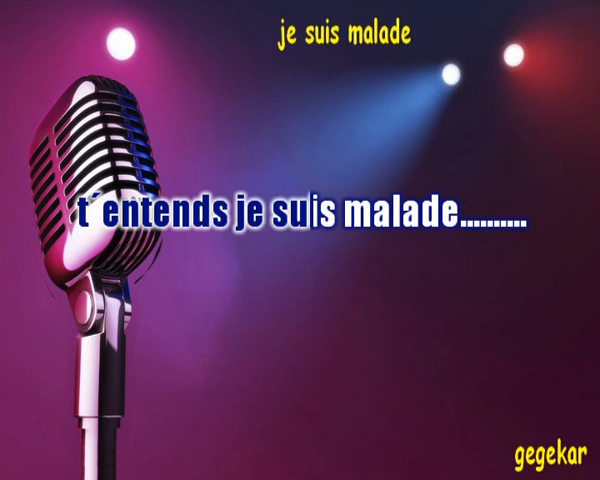 je suis malade
t´entends je suis malade..........
gegekar